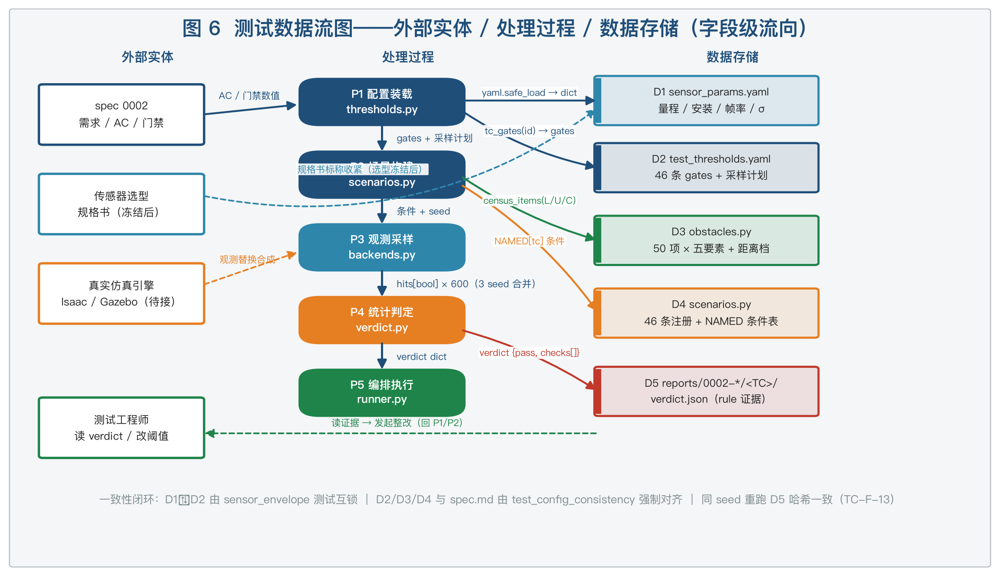 图 6  测试数据流图——外部实体 / 处理过程 / 数据存储（字段级流向）
外部实体
处理过程
数据存储
spec 0002
需求 / AC / 门禁
AC / 门禁数值
P1 配置装载
thresholds.py
yaml.safe_load → dict
D1 sensor_params.yaml
量程 / 安装 / 帧率 / σ
gates + 采样计划
tc_gates(id) → gates
规格书标称收紧（选型冻结后）
scenarios.py
D2 test_thresholds.yaml
46 条 gates + 采样计划
传感器选型
规格书（冻结后）
条件 + seed
census_items(L/U/C)
P3 观测采样
backends.py
NAMED[tc] 条件
D3 obstacles.py
50 项 × 五要素 + 距离档
观测替换合成
真实仿真引擎
Isaac / Gazebo（待接）
hits[bool] × 600（3 seed 合并）
P4 统计判定
verdict.py
D4 scenarios.py
46 条注册 + NAMED 条件表
verdict dict
verdict {pass, checks[]}
P5 编排执行
runner.py
D5 reports/0002-*/<TC>/
verdict.json（rule 证据）
读证据 → 发起整改（回 P1/P2）
测试工程师
读 verdict / 改阈值
一致性闭环：D1⇅D2 由 sensor_envelope 测试互锁 ｜ D2/D3/D4 与 spec.md 由 test_config_consistency 强制对齐 ｜ 同 seed 重跑 D5 哈希一致（TC-F-13）